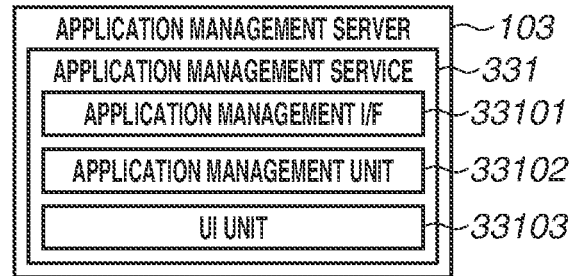 APPLICATION MANAGEMENT SERVER 103
APPLICATION MANAGEMENT SERVICE 331
APPLICATION MANAGEMENT I/F 33101
APPLICATION MANAGEMENT UNIT 33102
UI UNIT 33103